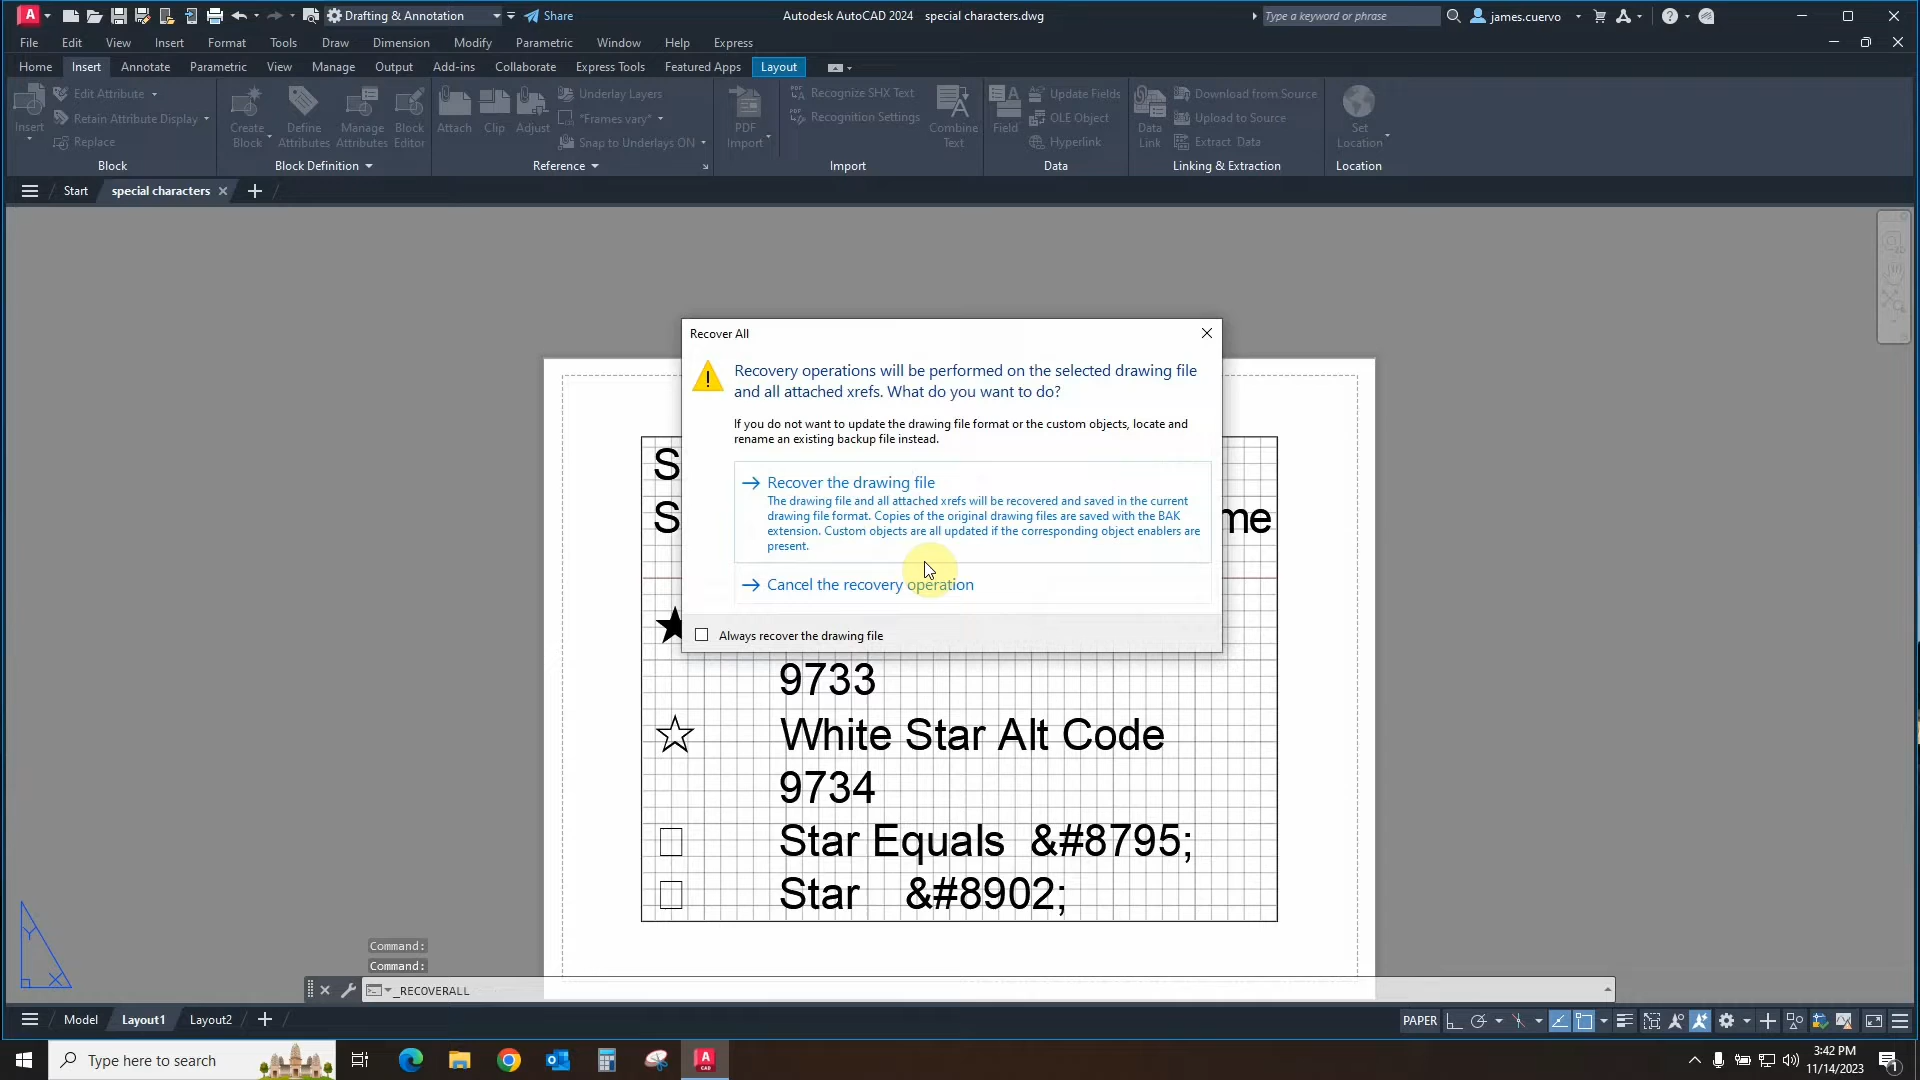 Drafting & Annotation
Share
Autodesk AutoCAD 2024 special characters.dwg
Type a keyword or phrase
james.cuervo
File Edit View Insert Format Tools Draw Dimension Modify Parametric Window Help Express
Home Insert Annotate Parametric View Manage Output Add-ins Collaborate Express Tools Featured Apps Layout
Insert
Edit Attribute
Retain Attribute Display
Replace
Block
Create Block
Define Attributes
Manage Attributes
Block Editor
Block Definition
Attach
Clip
Adjust
Underlay Layers
*Frames vary*
Snap to Underlays ON
Reference
PDF Import
Recognize SHX Text
Recognition Settings
Combine Text
Import
Field
Update Fields
OLE Object
Hyperlink
Data
Data Link
Download from Source
Upload to Source
Extract Data
Linking & Extraction
Set Location
Location
Start
special characters
Recover All
Recovery operations will be performed on the selected drawing file
and all attached xrefs. What do you want to do?
If you do not want to update the drawing file format or the custom objects, locate and
rename an existing backup file instead.
Recover the drawing file
The drawing file and all attached xrefs will be recovered and saved in the current
drawing file format. Copies of the original drawing files are saved with the BAK
extension. Custom objects are all updated if the corresponding object enablers are
present.
Cancel the recovery operation
Always recover the drawing file
S
S me
★
9733
☆ White Star Alt Code
9734
□ Star Equals &#8795;
□ Star &#8902;
Y
X
Command:
Command:
_RECOVERALL
Model Layout1 Layout2
PAPER
Type here to search
3:42 PM
11/14/2023
1